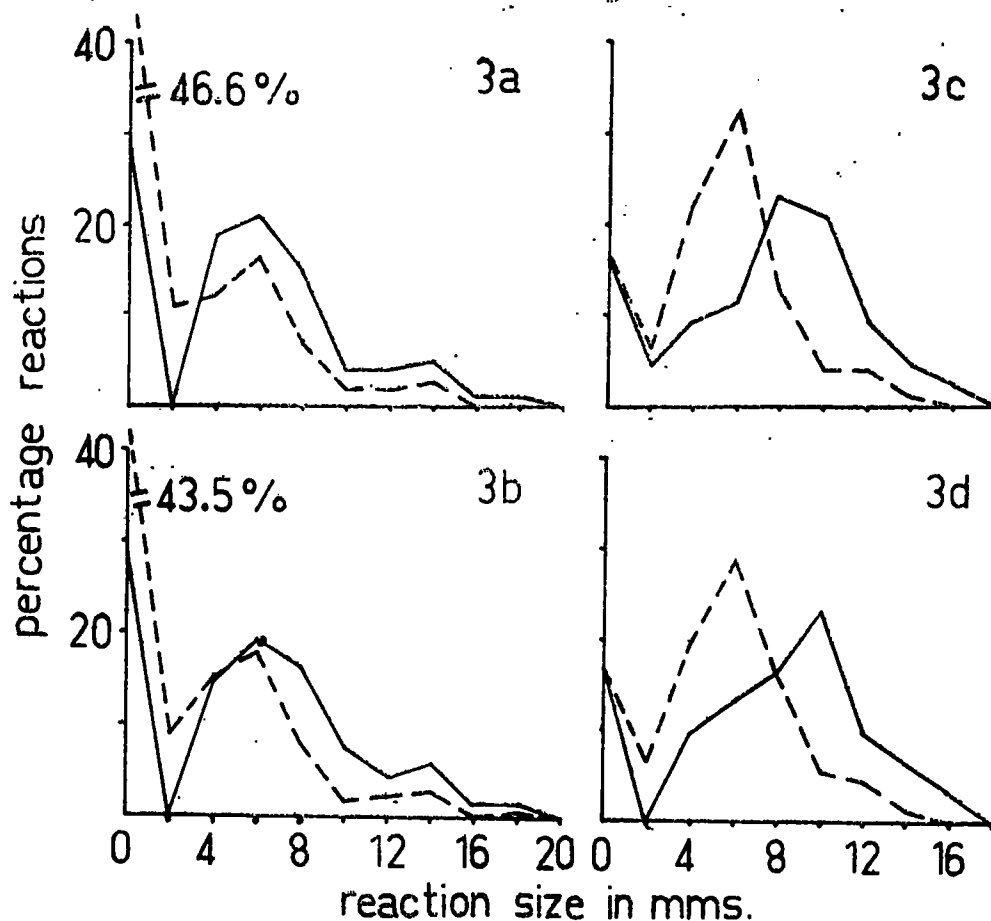 40
46.6%
3a
3c
20
percentage reactions
40
43.5%
3b
3d
20
0 4 8 12 16 20 0 4 8 12 16
reaction size in mms.